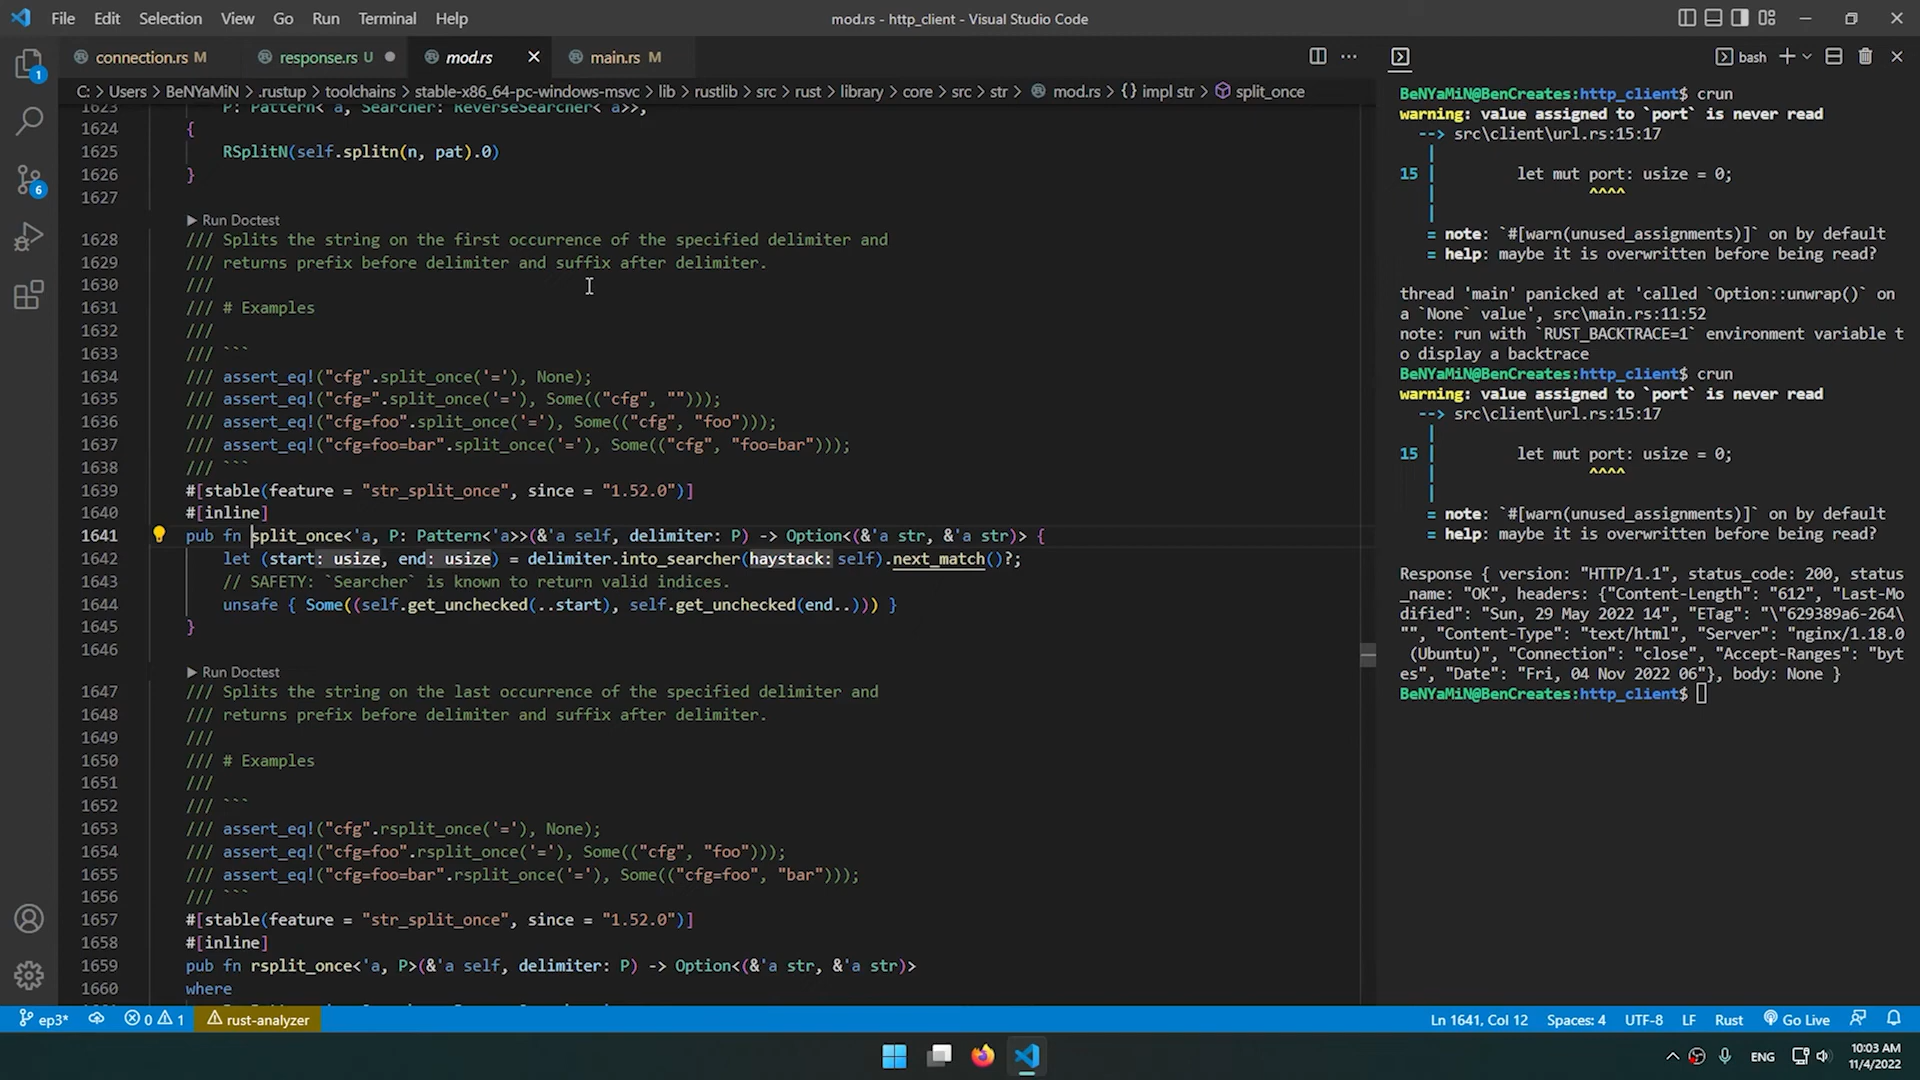 File Edit Selection View Go Run Terminal Help
mod.rs - http_client - Visual Studio Code
connection.rs M
response.rs U
mod.rs
main.rs M
bash
C: > Users > BeNYaMiN > .rustup > toolchains > stable-x86_64-pc-windows-msvc > lib > rustlib > src > rust > library > core > src > str > mod.rs > {} impl str > split_once
1623 P: Pattern<'a, Searcher: ReverseSearcher<'a>>,
1624 {
1625 RSplitN(self.splitn(n, pat).0)
1626 }
1627
Run Doctest
1628 /// Splits the string on the first occurrence of the specified delimiter and
1629 /// returns prefix before delimiter and suffix after delimiter.
1630 ///
1631 /// # Examples
1632 ///
1633 /// ```
1634 /// assert_eq!("cfg".split_once('='), None);
1635 /// assert_eq!("cfg=".split_once('='), Some(("cfg", "")));
1636 /// assert_eq!("cfg=foo".split_once('='), Some(("cfg", "foo")));
1637 /// assert_eq!("cfg=foo=bar".split_once('='), Some(("cfg", "foo=bar")));
1638 /// ```
1639 #[stable(feature = "str_split_once", since = "1.52.0")]
1640 #[inline]
1641 pub fn split_once<'a, P: Pattern<'a>>(&'a self, delimiter: P) -> Option<(&'a str, &'a str)> {
1642 let (start: usize, end: usize) = delimiter.into_searcher(haystack: self).next_match()?;
1643 // SAFETY: `Searcher` is known to return valid indices.
1644 unsafe { Some((self.get_unchecked(..start), self.get_unchecked(end..))) }
1645 }
1646
Run Doctest
1647 /// Splits the string on the last occurrence of the specified delimiter and
1648 /// returns prefix before delimiter and suffix after delimiter.
1649 ///
1650 /// # Examples
1651 ///
1652 /// ```
1653 /// assert_eq!("cfg".rsplit_once('='), None);
1654 /// assert_eq!("cfg=foo".rsplit_once('='), Some(("cfg", "foo")));
1655 /// assert_eq!("cfg=foo=bar".rsplit_once('='), Some(("cfg=foo", "bar")));
1656 /// ```
1657 #[stable(feature = "str_split_once", since = "1.52.0")]
1658 #[inline]
1659 pub fn rsplit_once<'a, P>(&'a self, delimiter: P) -> Option<(&'a str, &'a str)>
1660 where
BeNYaMiN@BenCreates:http_client$ crun
warning: value assigned to `port` is never read
--> src\client\url.rs:15:17
|
15 | let mut port: usize = 0;
| ^^^^
|
= note: `#[warn(unused_assignments)]` on by default
= help: maybe it is overwritten before being read?
thread 'main' panicked at 'called `Option::unwrap()` on
a `None` value', src\main.rs:11:52
note: run with `RUST_BACKTRACE=1` environment variable t
o display a backtrace
BeNYaMiN@BenCreates:http_client$ crun
warning: value assigned to `port` is never read
--> src\client\url.rs:15:17
|
15 | let mut port: usize = 0;
| ^^^^
|
= note: `#[warn(unused_assignments)]` on by default
= help: maybe it is overwritten before being read?
Response { version: "HTTP/1.1", status_code: 200, status
_name: "OK", headers: {"Content-Length": "612", "Last-Mo
dified": "Sun, 29 May 2022 14", "ETag": "\"629389a6-264\
"", "Content-Type": "text/html", "Server": "nginx/1.18.0
(Ubuntu)", "Connection": "close", "Accept-Ranges": "byt
es", "Date": "Fri, 04 Nov 2022 06"}, body: None }
BeNYaMiN@BenCreates:http_client$
1
6
ep3* 0 1 rust-analyzer
Ln 1641, Col 12 Spaces: 4 UTF-8 LF Rust Go Live
ENG
10:03 AM
11/4/2022